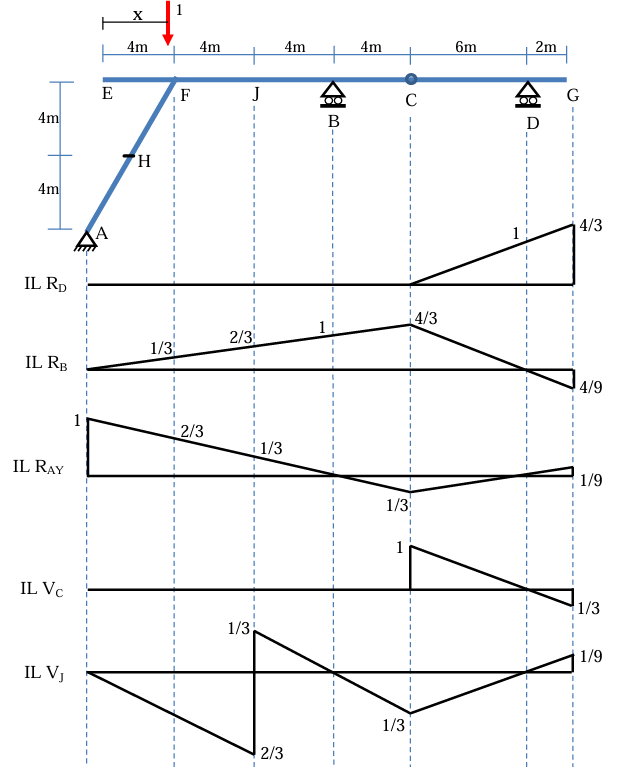 x
1
4m 4m 4m 4m 6m 2m
E F J B C D G
4m
H
4m
A
IL R_D 1 4/3
IL R_B 1/3 2/3 1 4/3 4/9
IL R_AY 1 2/3 1/3 1/3 1/9
IL V_C 1 1/3
IL V_J 1/3 2/3 1/3 1/9